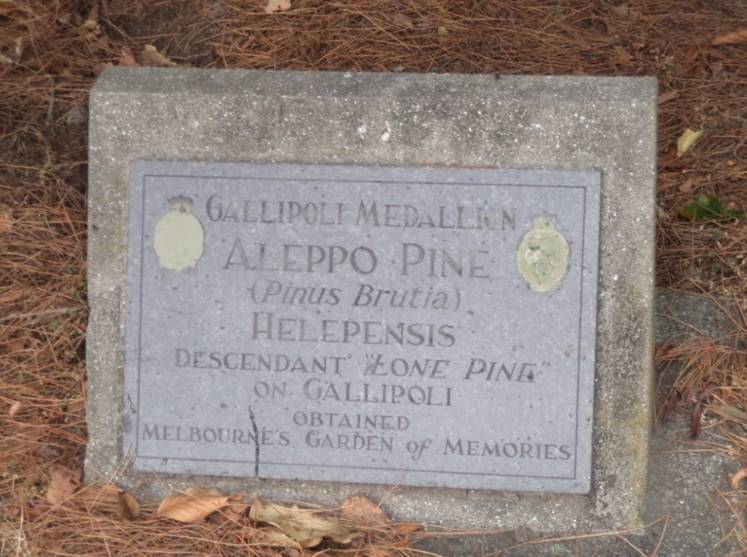 GALLIPOLI MEDALLION
ALEPPO PINE
(Pinus Brutia)
HELEPENSIS
DESCENDANT "LONE PINE"
ON GALLIPOLI
OBTAINED
MELBOURNE'S GARDEN of MEMORIES